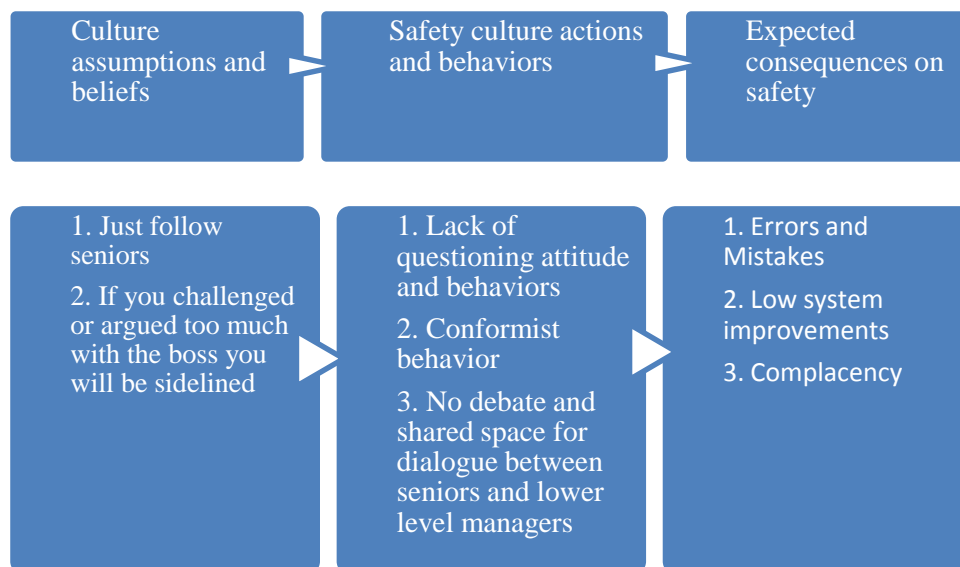 Culture
assumptions and
beliefs
Safety culture actions
and behaviors
Expected
consequences on
safety
1. Just follow
seniors
2. If you challenged
or argued too much
with the boss you
will be sidelined
1. Lack of
questioning attitude
and behaviors
2. Conformist
behavior
3. No debate and
shared space for
dialogue between
seniors and lower
level managers
1. Errors and
Mistakes
2. Low system
improvements
3. Complacency